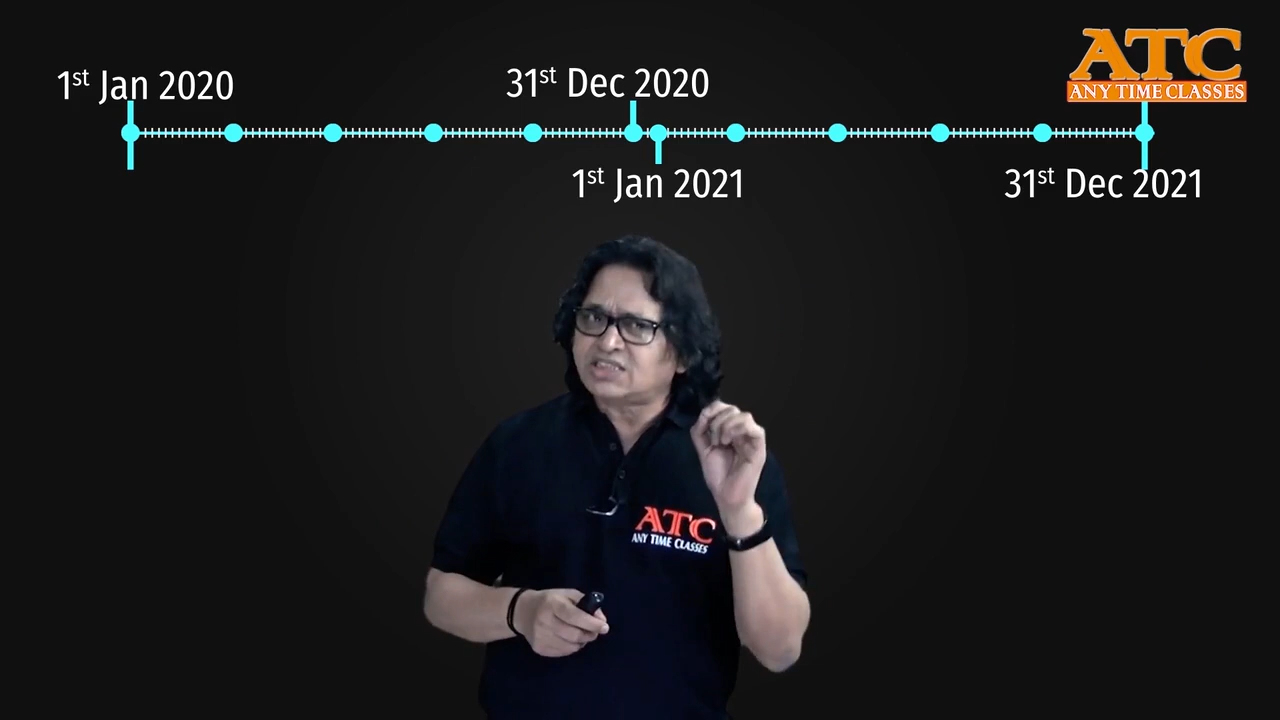 ATC
ANY TIME CLASSES
1st Jan 2020
31st Dec 2020
1st Jan 2021
31st Dec 2021
ATC
ANY TIME CLASSES